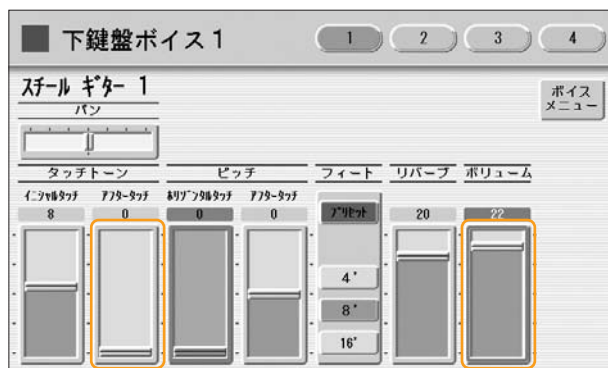 下鍵盤ボイス1
1 2 3 4
スチール ギター 1
ボイス
メニュー
パン
タッチトーン ピッチ フィート リバーブ ボリューム
イニシャルタッチ アフタータッチ ホリゾンタルタッチ アフタータッチ
8 0 0 0 プリセット 20 22
4'
8'
16'